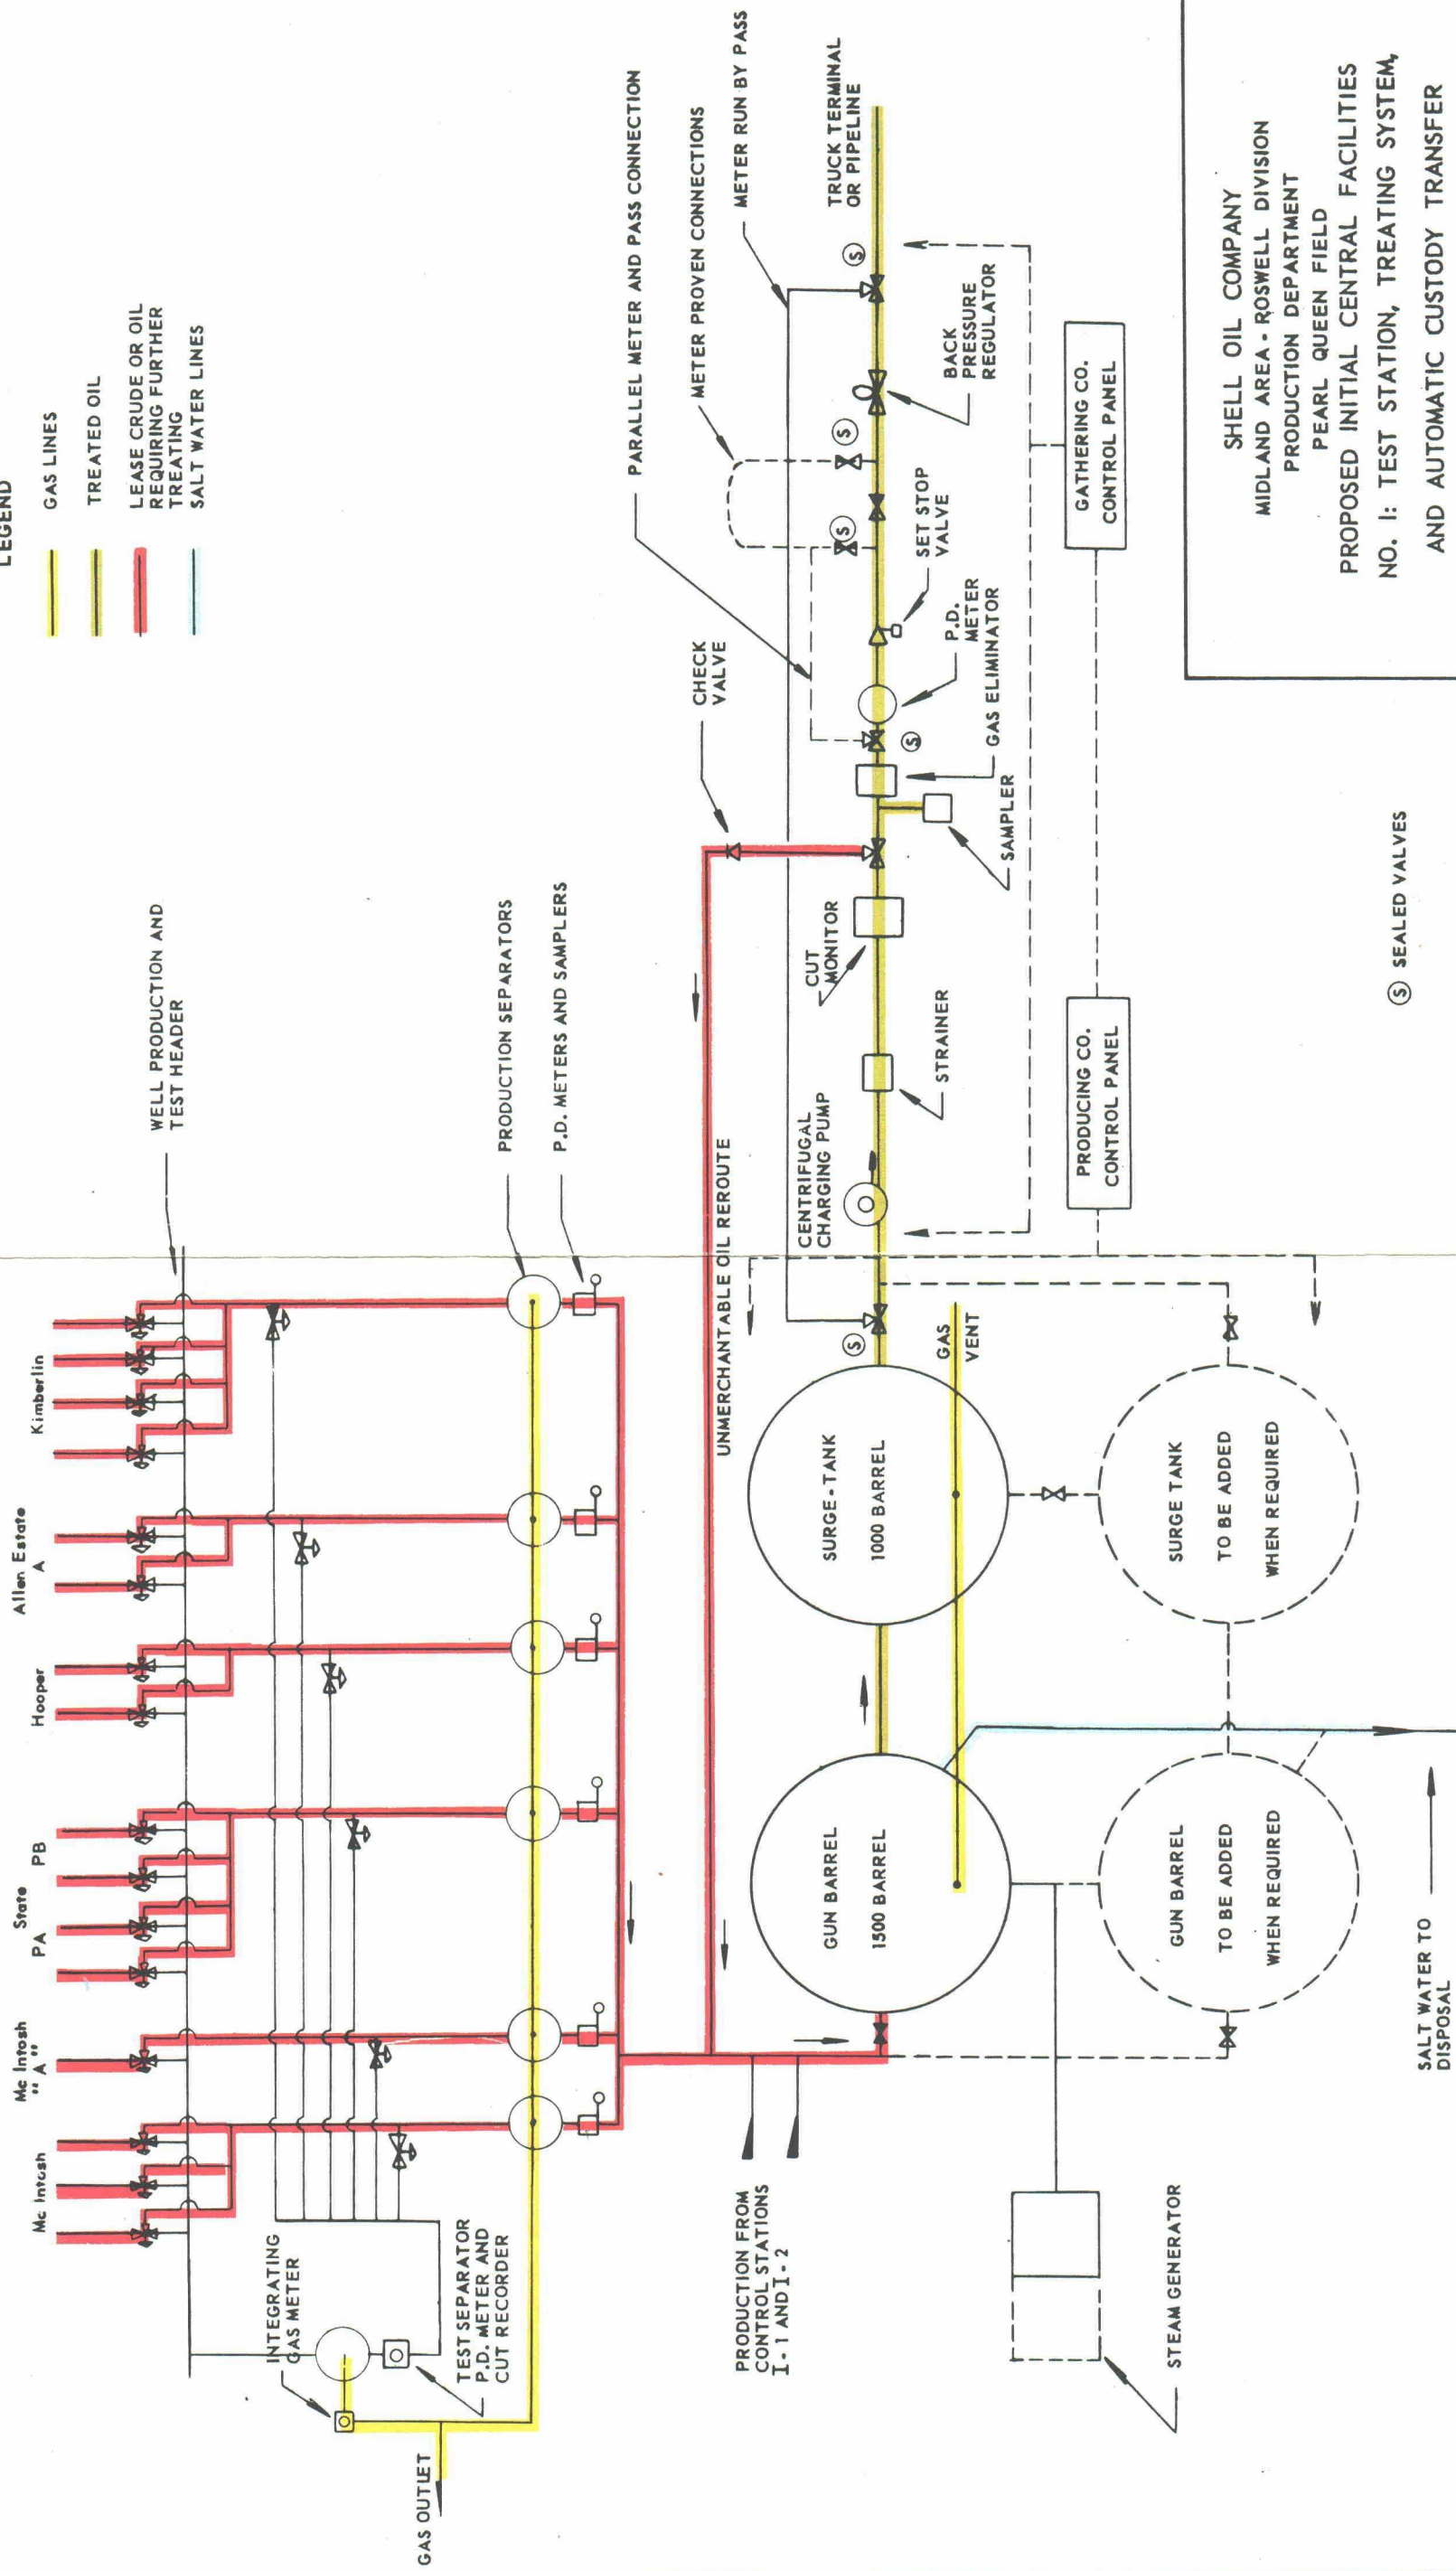 LEGEND
GAS LINES
TREATED OIL
LEASE CRUDE OR OIL
REQUIRING FURTHER
TREATING
SALT WATER LINES
Mc Intosh
Mc Intosh
"A"
State
PA
PB
Hooper
Allen Estate
A
Kimberlin
WELL PRODUCTION AND
TEST HEADER
PRODUCTION SEPARATORS
P.D. METERS AND SAMPLERS
INTEGRATING
GAS METER
TEST SEPARATOR
P.D. METER AND
CUT RECORDER
GAS OUTLET
UNMERCHANTABLE OIL REROUTE
CHECK
VALVE
PARALLEL METER AND PASS CONNECTION
METER PROVEN CONNECTIONS
METER RUN BY PASS
TRUCK TERMINAL
OR PIPELINE
PRODUCTION FROM
CONTROL STATIONS
I-1 AND I-2
GUN BARREL
1500 BARREL
SURGE-TANK
1000 BARREL
GAS
VENT
S
CENTRIFUGAL
CHARGING PUMP
STRAINER
CUT
MONITOR
SAMPLER
GAS ELIMINATOR
S
P.D.
METER
SET STOP
VALVE
S
S
BACK
PRESSURE
REGULATOR
S
STEAM GENERATOR
GUN BARREL
TO BE ADDED
WHEN REQUIRED
SURGE TANK
TO BE ADDED
WHEN REQUIRED
PRODUCING CO.
CONTROL PANEL
GATHERING CO.
CONTROL PANEL
SALT WATER TO
DISPOSAL
S SEALED VALVES
SHELL OIL COMPANY
MIDLAND AREA - ROSWELL DIVISION
PRODUCTION DEPARTMENT
PEARL QUEEN FIELD
PROPOSED INITIAL CENTRAL FACILITIES
NO. I: TEST STATION, TREATING SYSTEM,
AND AUTOMATIC CUSTODY TRANSFER